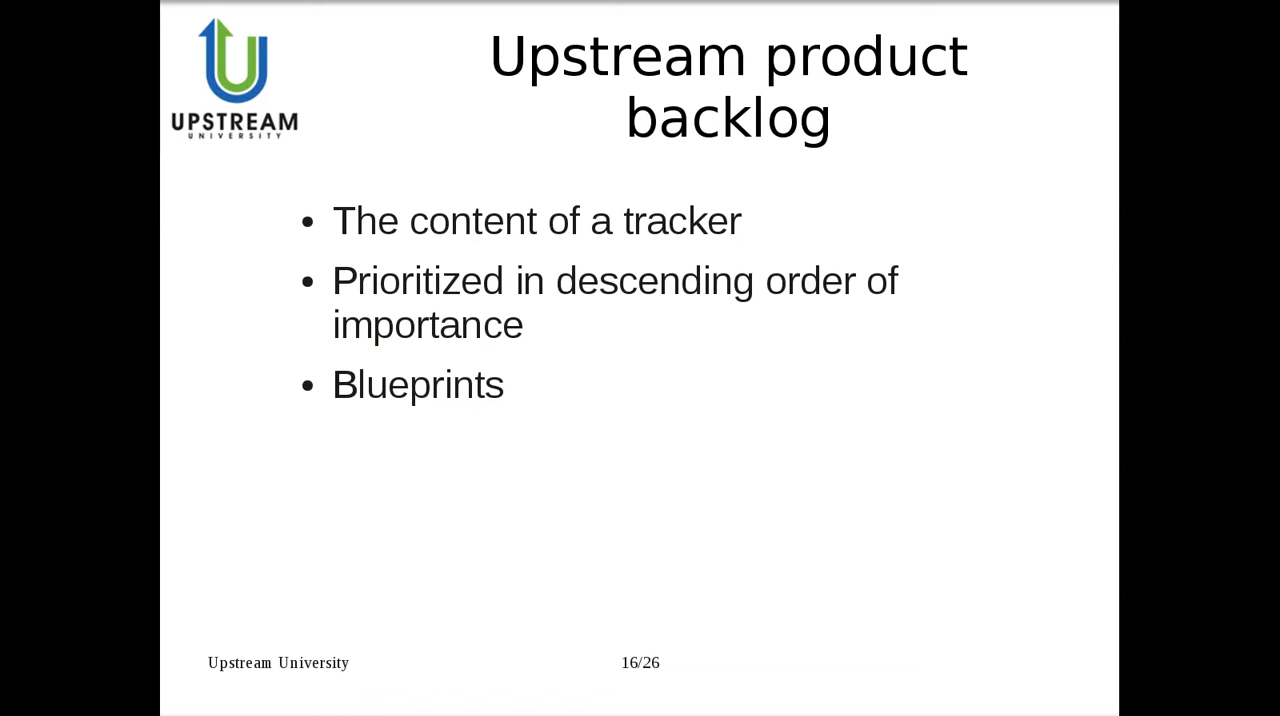 UPSTREAM
UNIVERSITY
Upstream product
backlog
• The content of a tracker
• Prioritized in descending order of
importance
• Blueprints
Upstream University
16/26